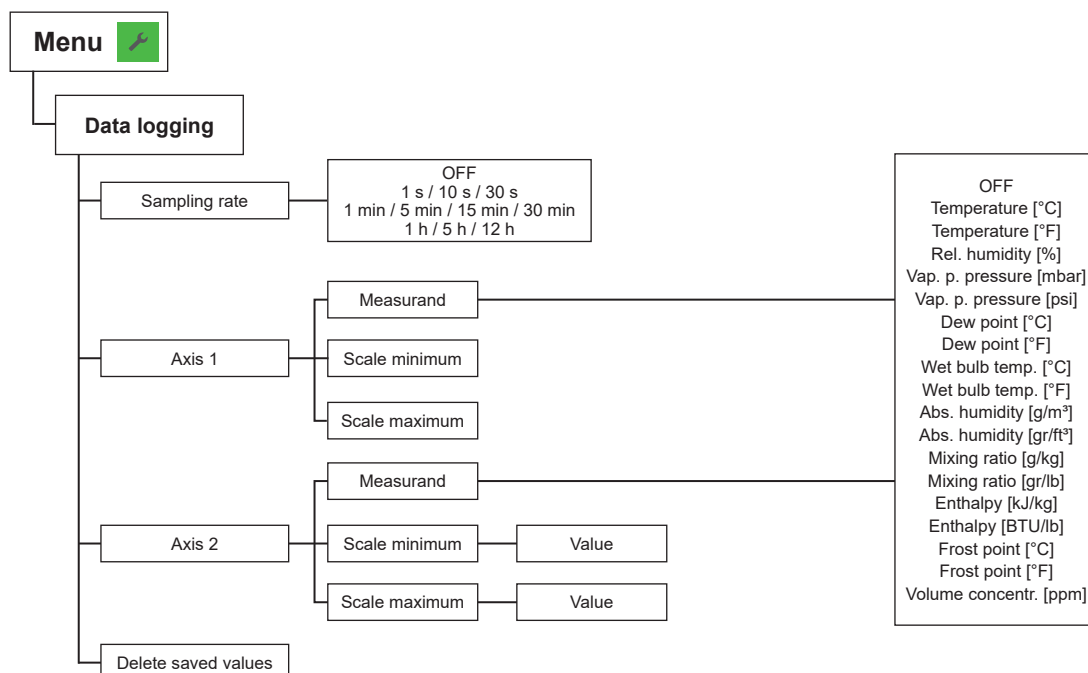 Menu
Data logging
Sampling rate
OFF
1 s / 10 s / 30 s
1 min / 5 min / 15 min / 30 min
1 h / 5 h / 12 h
Axis 1
Measurand
Scale minimum
Scale maximum
Axis 2
Measurand
Scale minimum
Value
Scale maximum
Value
Delete saved values
OFF
Temperature [°C]
Temperature [°F]
Rel. humidity [%]
Vap. p. pressure [mbar]
Vap. p. pressure [psi]
Dew point [°C]
Dew point [°F]
Wet bulb temp. [°C]
Wet bulb temp. [°F]
Abs. humidity [g/m³]
Abs. humidity [gr/ft³]
Mixing ratio [g/kg]
Mixing ratio [gr/lb]
Enthalpy [kJ/kg]
Enthalpy [BTU/lb]
Frost point [°C]
Frost point [°F]
Volume concentr. [ppm]